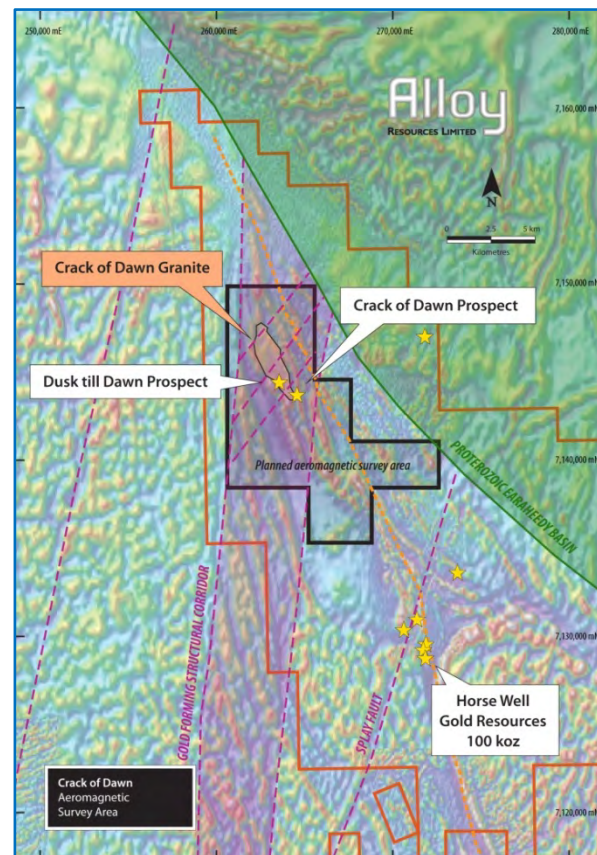 250,000 mE
260,000 mE
270,000 mE
280,000 mE
Alloy
RESOURCES LIMITED
7,160,000 mN
N
0 2.5 5 km
Kilometres
Crack of Dawn Granite
7,150,000 mN
Crack of Dawn Prospect
Dusk till Dawn Prospect
Planned aeromagnetic survey area
7,140,000 mN
PROTEROZOIC EARAHEEDY BASIN
GOLD FORMING STRUCTURAL CORRIDOR
SPLAY FAULT
7,130,000 mN
Horse Well
Gold Resources
100 koz
Crack of Dawn
Aeromagnetic
Survey Area
7,120,000 mN